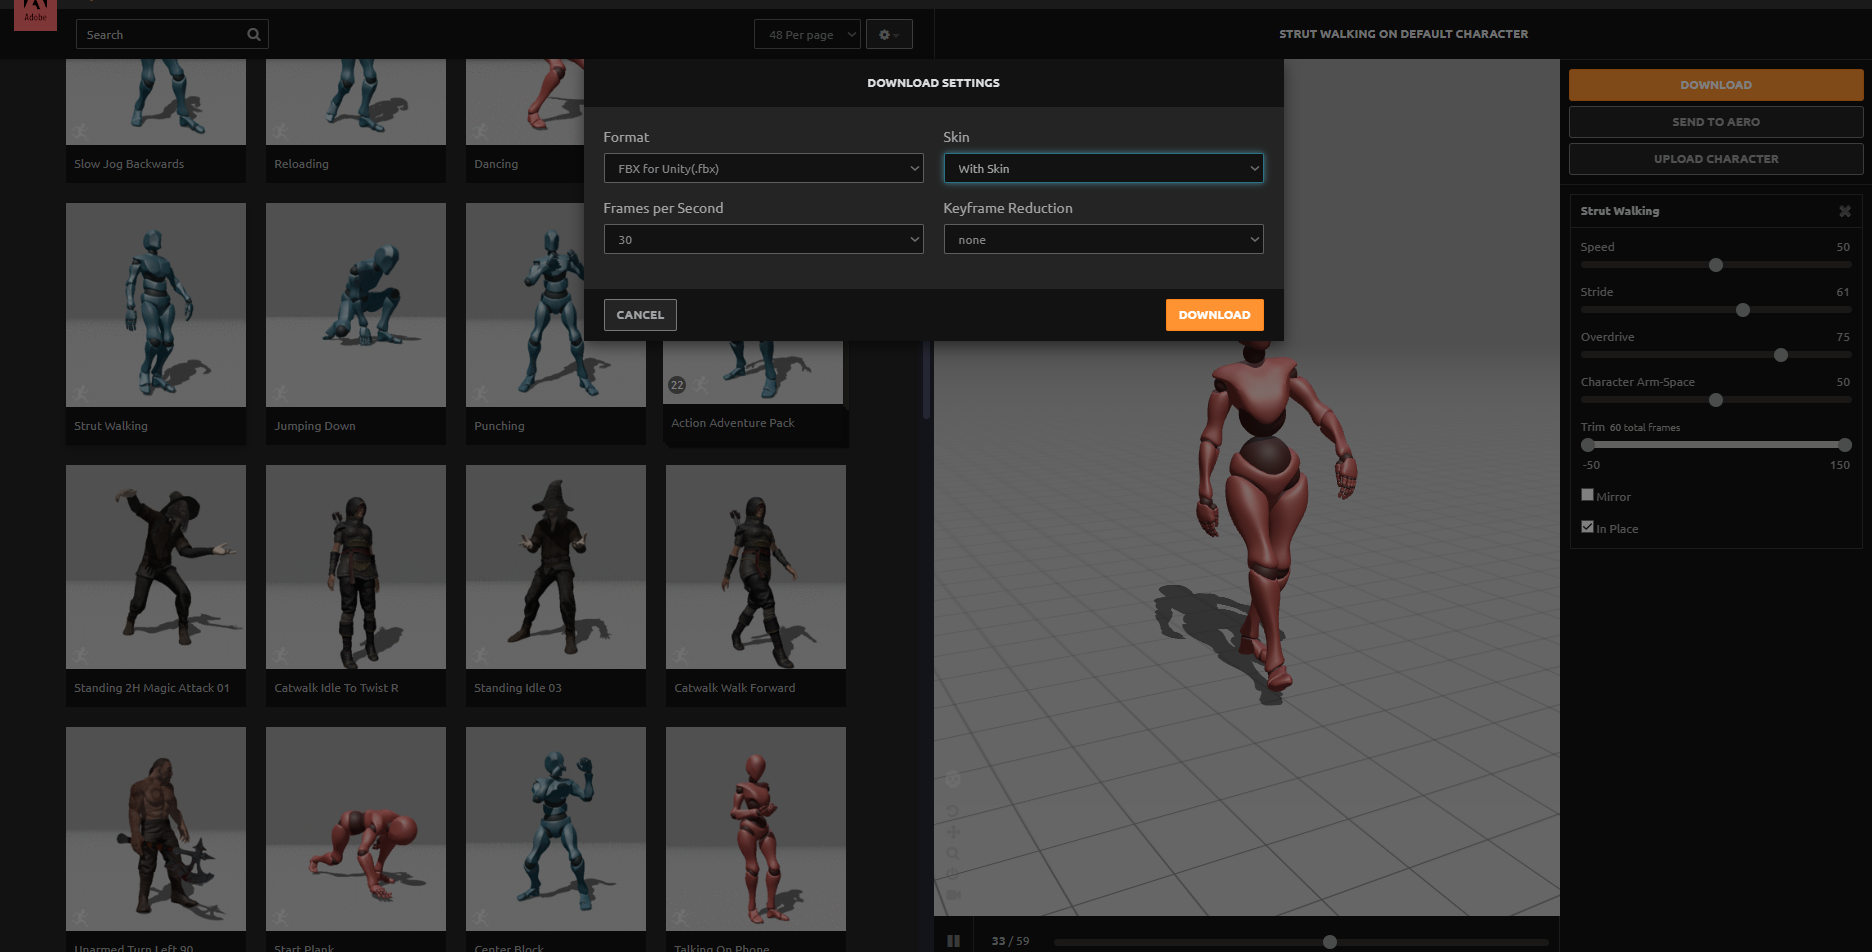 Adobe
Search
48 Per page
STRUT WALKING ON DEFAULT CHARACTER
DOWNLOAD SETTINGS
Format
Skin
FBX for Unity(.fbx)
With Skin
Frames per Second
Keyframe Reduction
30
none
CANCEL
DOWNLOAD
DOWNLOAD
SEND TO AERO
UPLOAD CHARACTER
Strut Walking
Speed 50
Stride 61
Overdrive 75
Character Arm-Space 50
Trim 60 total frames
-50 150
Mirror
In Place
Slow Jog Backwards
Reloading
Dancing
Strut Walking
Jumping Down
Punching
22
Action Adventure Pack
Standing 2H Magic Attack 01
Catwalk Idle To Twist R
Standing Idle 03
Catwalk Walk Forward
Unarmed Turn Left 90
Start Plank
Center Block
Talking On Phone
33 / 59